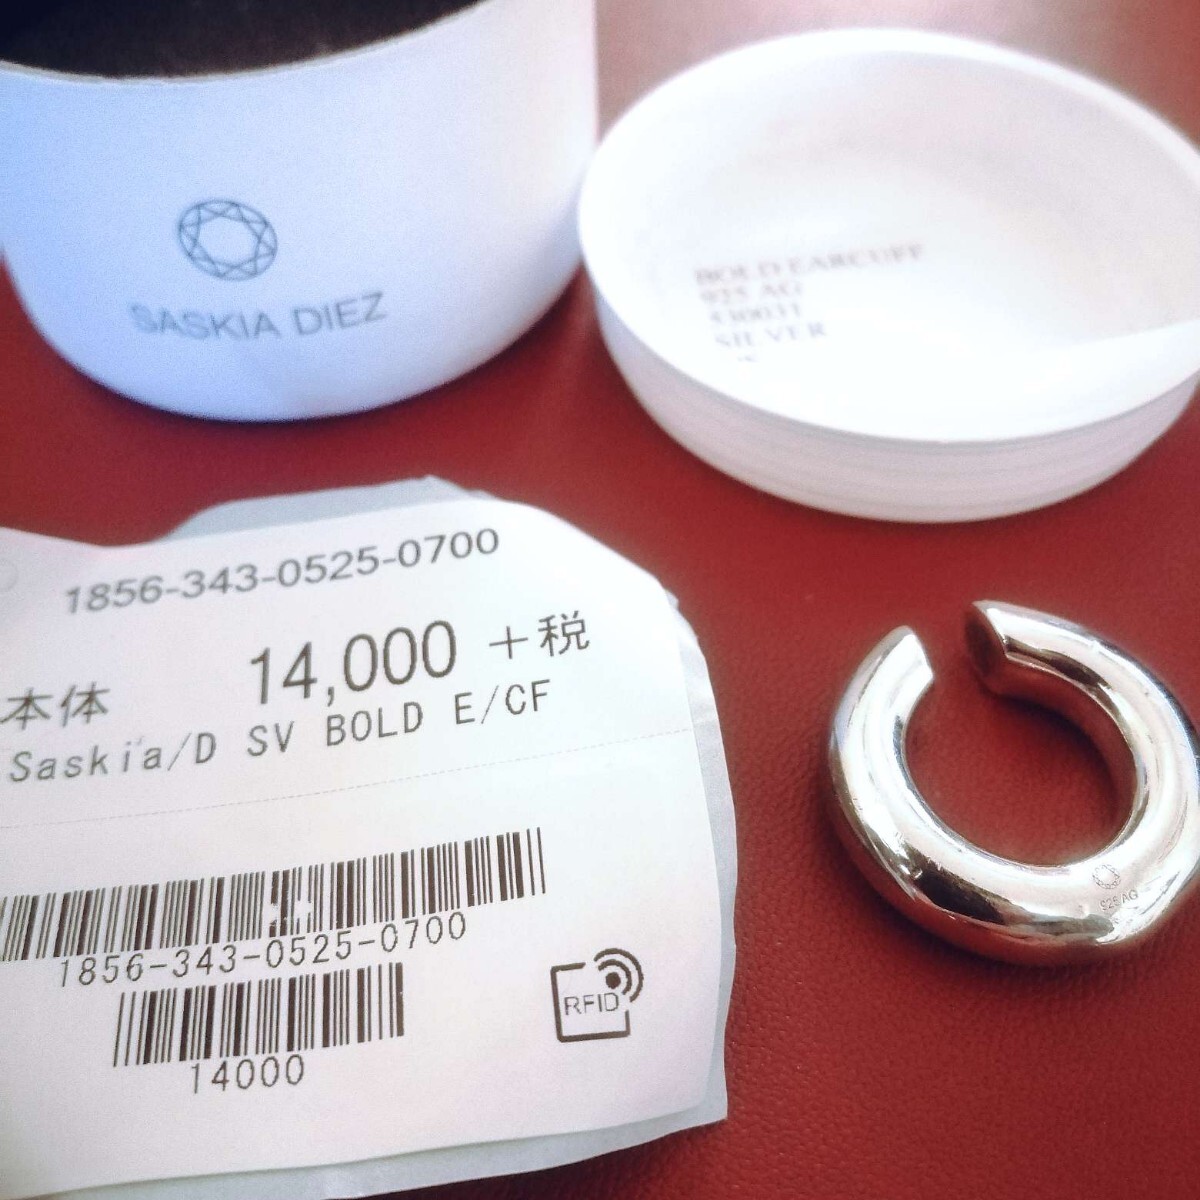 SASKIA DIEZ
BOLD EARCUFF
925 AG
SILVER
1856-343-0525-0700
本体 14,000 +税
Saskia/D SV BOLD E/CF
1856-343-0525-0700
RFID
14000
925 AG